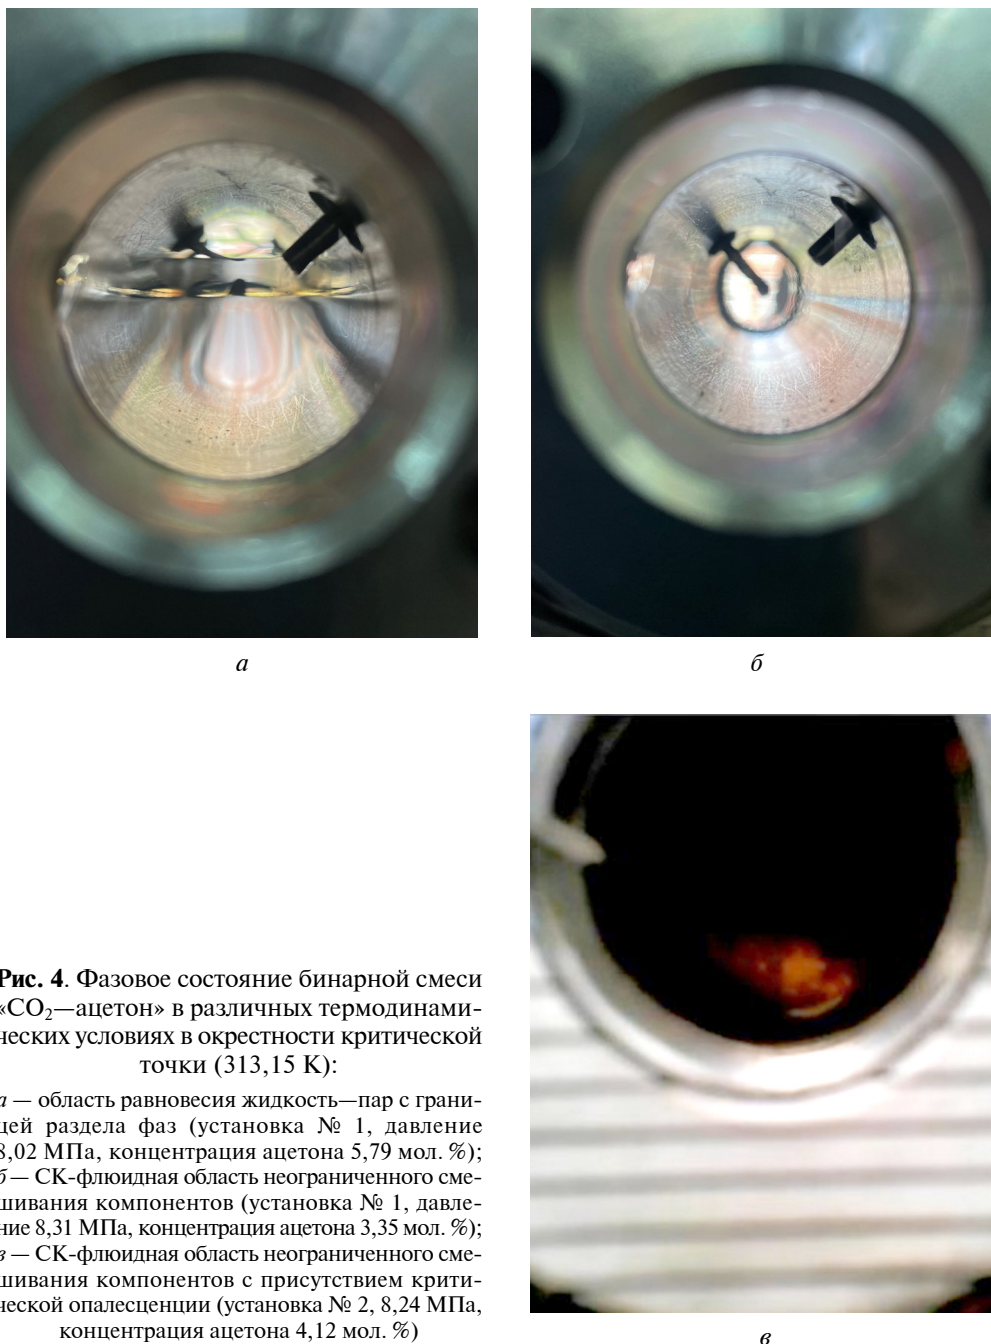 а
б
Рис. 4. Фазовое состояние бинарной смеси
«CO₂—ацетон» в различных термодинами-
ческих условиях в окрестности критической
точки (313,15 K):
а — область равновесия жидкость—пар с грани-
цей раздела фаз (установка № 1, давление
8,02 МПа, концентрация ацетона 5,79 мол. %);
б — СК-флюидная область неограниченного сме-
шивания компонентов (установка № 1, давле-
ние 8,31 МПа, концентрация ацетона 3,35 мол. %);
в — СК-флюидная область неограниченного сме-
шивания компонентов с присутствием крити-
ческой опалесценции (установка № 2, 8,24 МПа,
концентрация ацетона 4,12 мол. %)
в